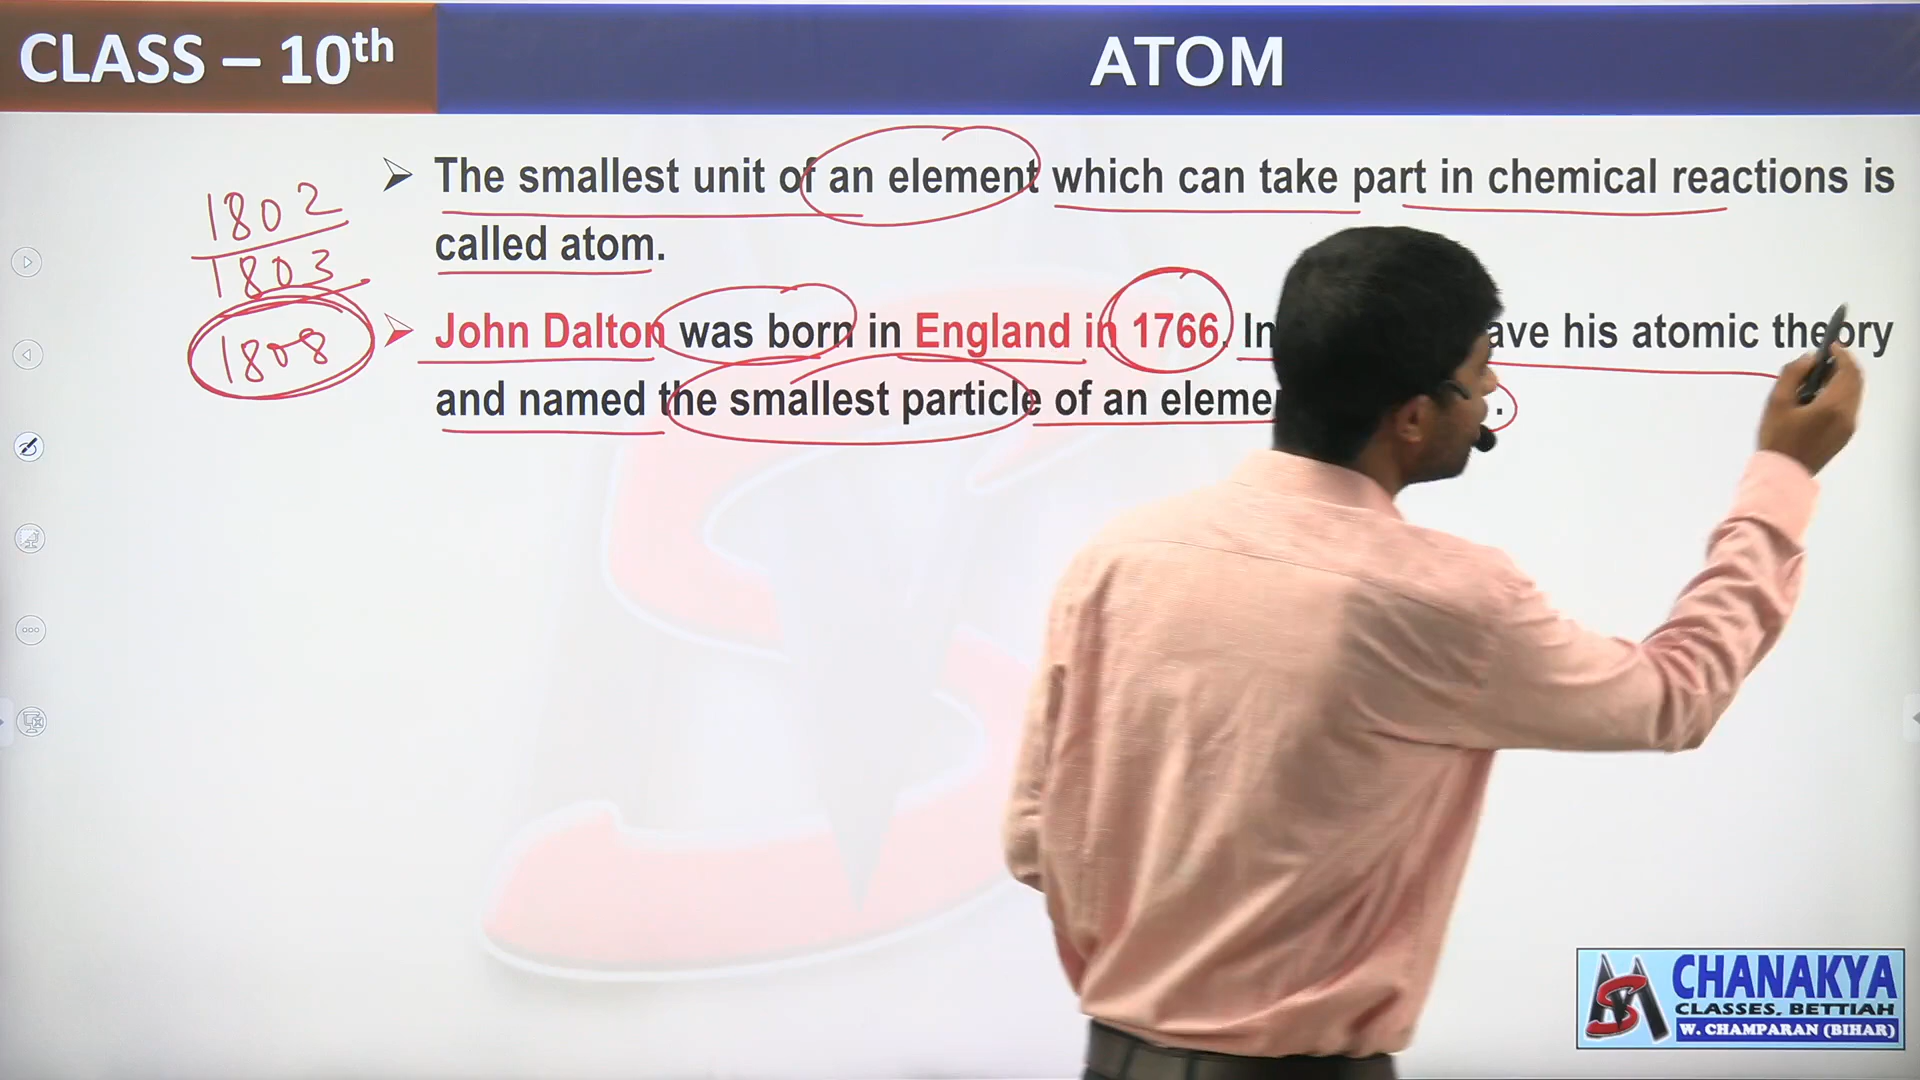 CLASS – 10th
ATOM
The smallest unit of an element which can take part in chemical reactions is
called atom.
1802
1803
1808
John Dalton was born in England in 1766. In ave his atomic theory
and named the smallest particle of an eleme .
CHANAKYA
CLASSES, BETTIAH
W. CHAMPARAN (BIHAR)